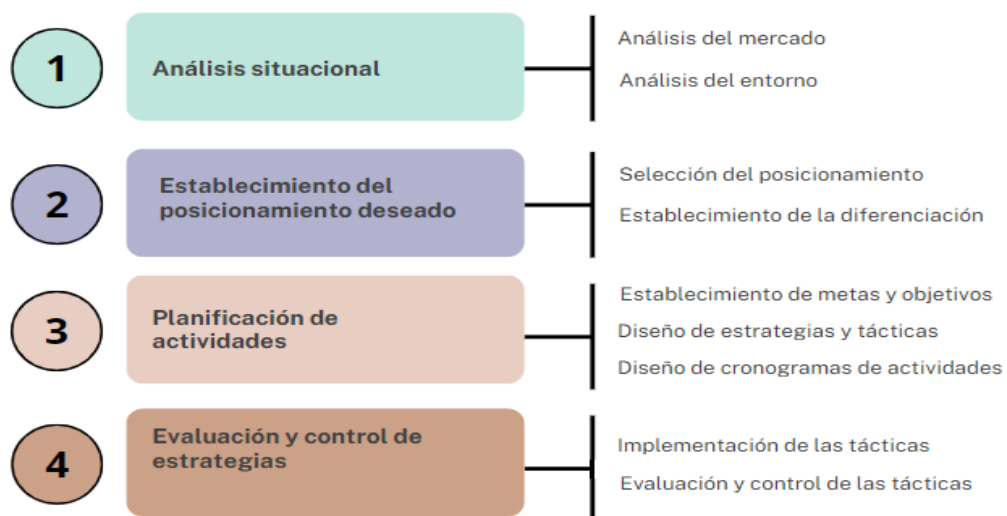 1
Análisis situacional
Análisis del mercado
Análisis del entorno
2
Establecimiento del
posicionamiento deseado
Selección del posicionamiento
Establecimiento de la diferenciación
3
Planificación de
actividades
Establecimiento de metas y objetivos
Diseño de estrategias y tácticas
Diseño de cronogramas de actividades
4
Evaluación y control de
estrategias
Implementación de las tácticas
Evaluación y control de las tácticas